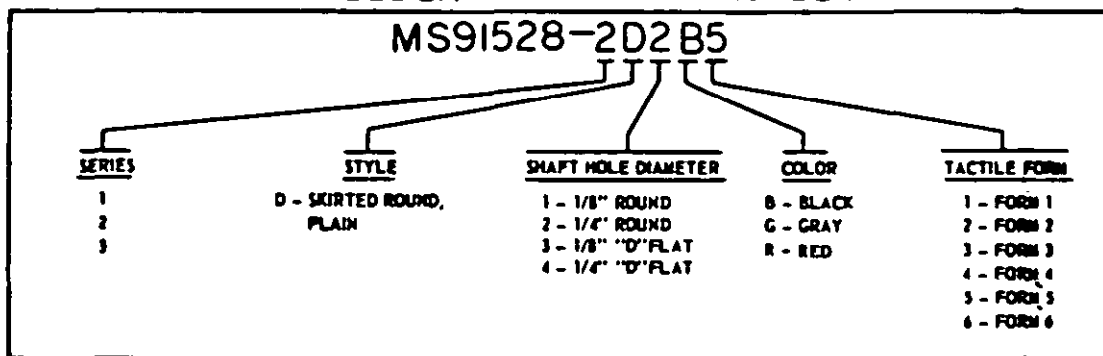 MS91528-2D2B5
SERIES
1
2
3
STYLE
D - SKIRTED ROUND,
PLAIN
SHAFT HOLE DIAMETER
1 - 1/8" ROUND
2 - 1/4" ROUND
3 - 1/8" "D" FLAT
4 - 1/4" "D" FLAT
COLOR
B - BLACK
G - GRAY
R - RED
TACTILE FORM
1 - FORM 1
2 - FORM 2
3 - FORM 3
4 - FORM 4
5 - FORM 5
6 - FORM 6